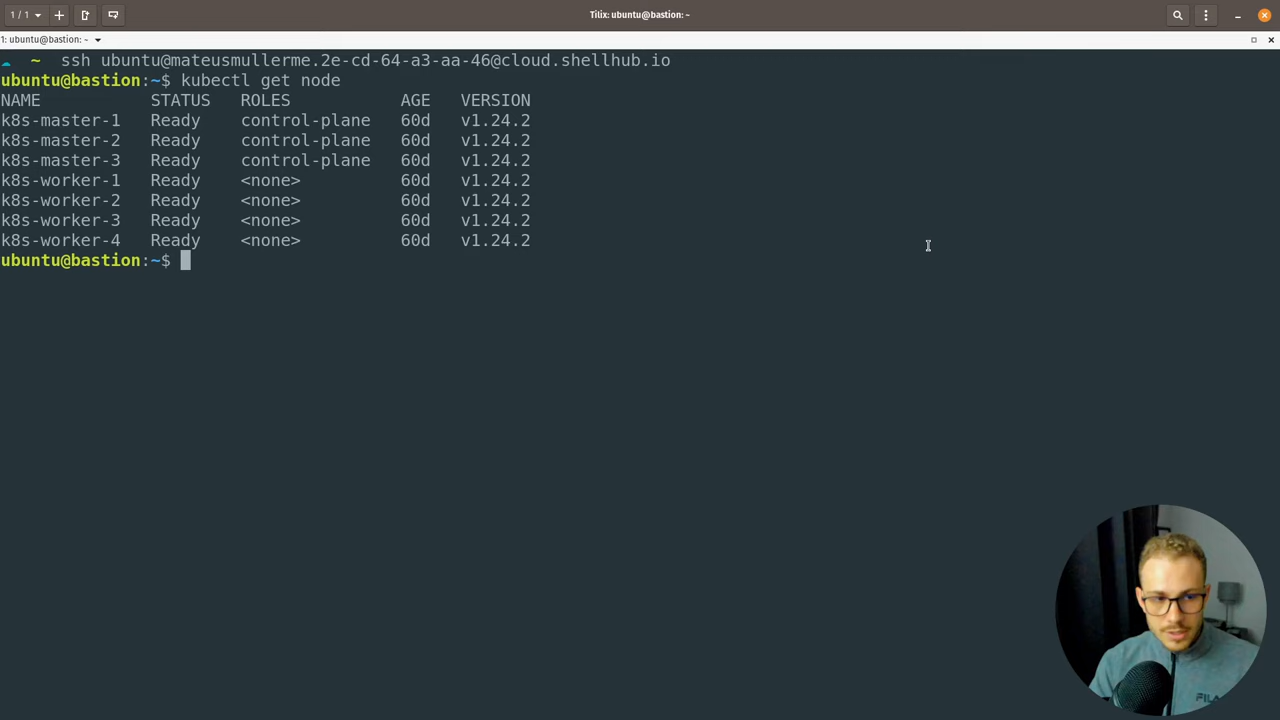 1 / 1
Tilix: ubuntu@bastion: ~
1: ubuntu@bastion: ~
~ ssh ubuntu@mateusmullerme.2e-cd-64-a3-aa-46@cloud.shellhub.io
ubuntu@bastion:~$ kubectl get node
NAME STATUS ROLES AGE VERSION
k8s-master-1 Ready control-plane 60d v1.24.2
k8s-master-2 Ready control-plane 60d v1.24.2
k8s-master-3 Ready control-plane 60d v1.24.2
k8s-worker-1 Ready <none> 60d v1.24.2
k8s-worker-2 Ready <none> 60d v1.24.2
k8s-worker-3 Ready <none> 60d v1.24.2
k8s-worker-4 Ready <none> 60d v1.24.2
ubuntu@bastion:~$
FILA